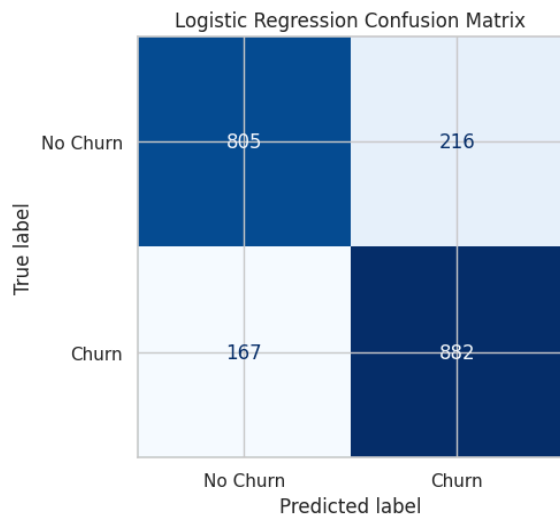 Logistic Regression Confusion Matrix
No Churn
805
216
True label
Churn
167
882
No Churn
Churn
Predicted label